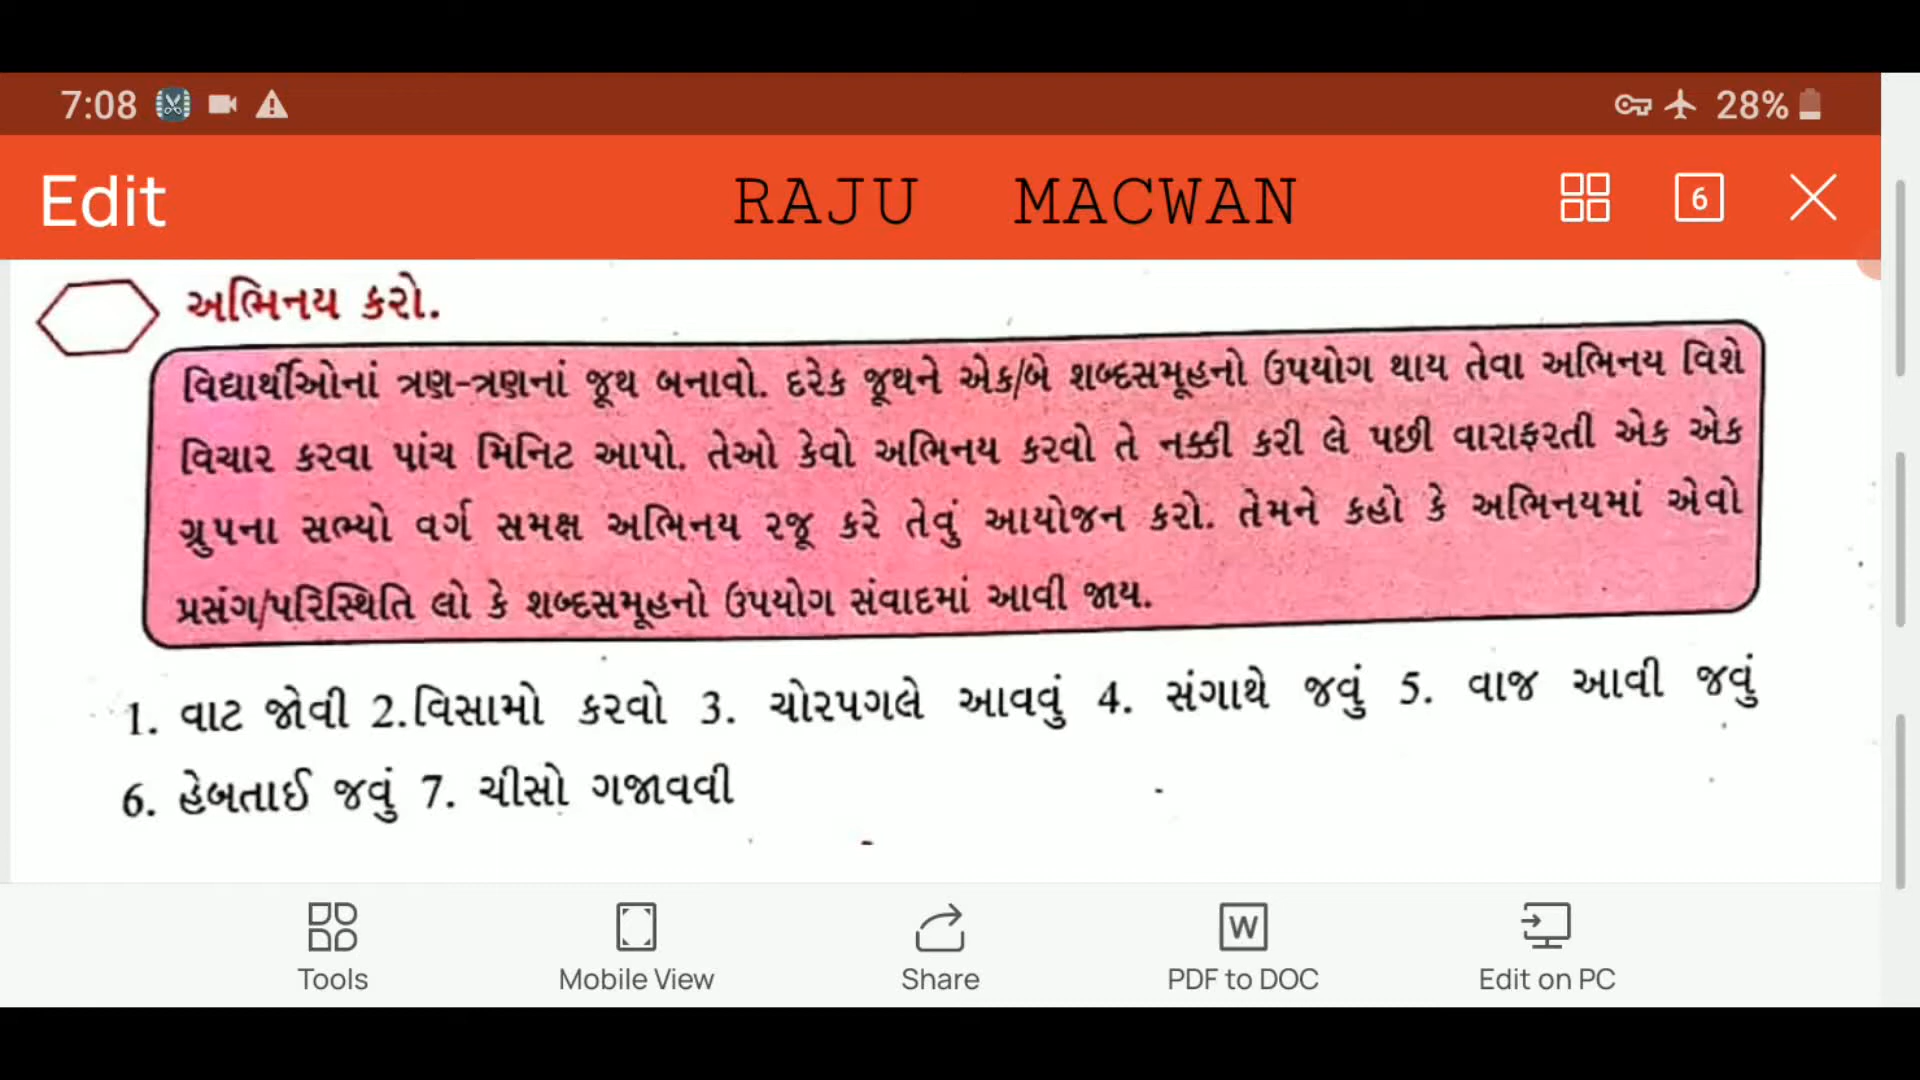 7:08 28%
Edit RAJU MACWAN 6
અભિનય કરો.
વિદ્યાર્થીઓનાં ત્રણ-ત્રણનાં જૂથ બનાવો. દરેક જૂથને એક/બે શબ્દસમૂહનો ઉપયોગ થાય તેવા અભિનય વિશે
વિચાર કરવા પાંચ મિનિટ આપો. તેઓ કેવો અભિનય કરવો તે નક્કી કરી લે પછી વારાફરતી એક એક
ગ્રુપના સભ્યો વર્ગ સમક્ષ અભિનય રજૂ કરે તેવું આયોજન કરો. તેમને કહો કે અભિનયમાં એવો
પ્રસંગ/પરિસ્થિતિ લો કે શબ્દસમૂહનો ઉપયોગ સંવાદમાં આવી જાય.
1. વાટ જોવી 2.વિસામો કરવો 3. ચોરપગલે આવવું 4. સંગાથે જવું 5. વાજ આવી જવું
6. હેબતાઈ જવું 7. ચીસો ગજાવવી
Tools Mobile View Share PDF to DOC Edit on PC